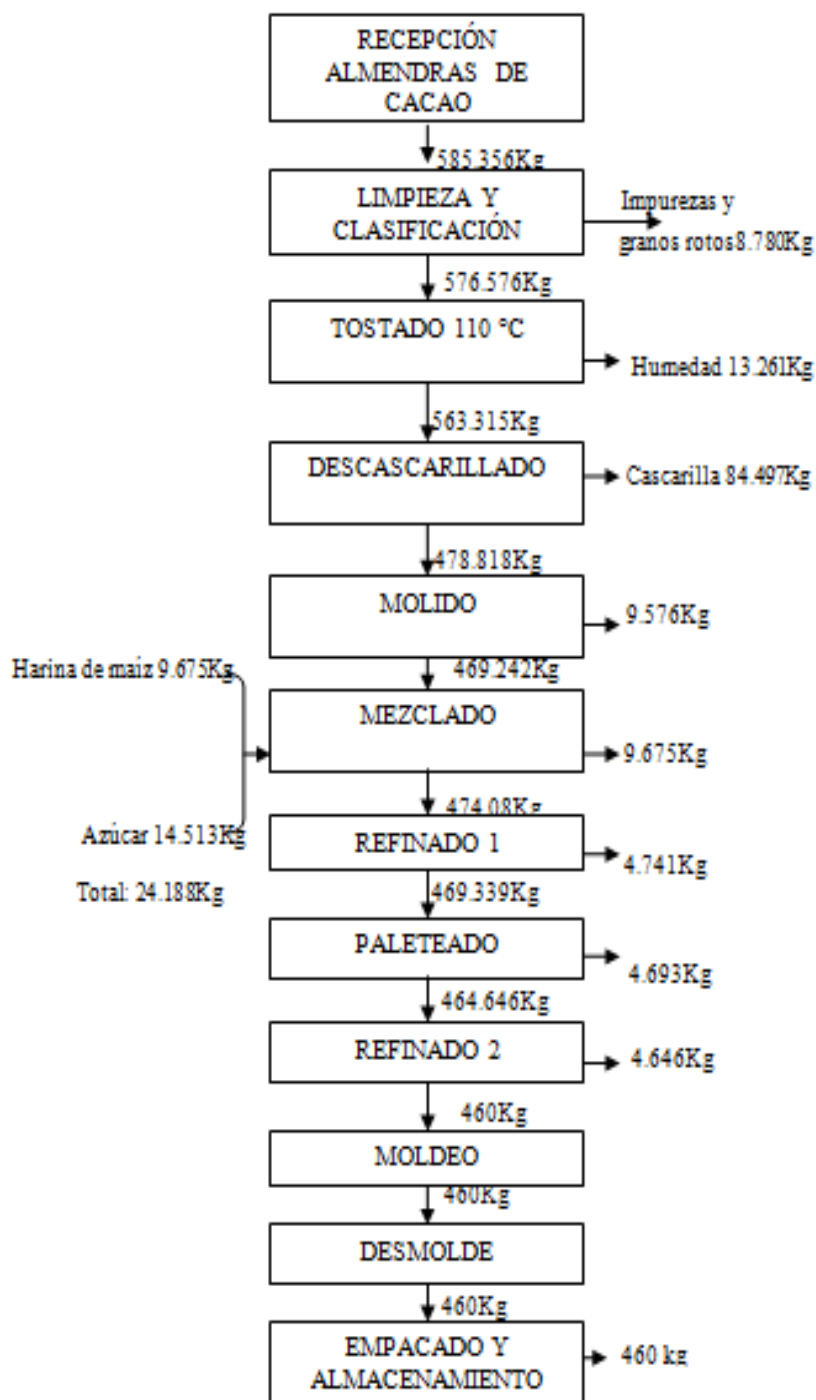 RECEPCIÓN
ALMENDRAS DE
CACAO
585.356Kg
LIMPIEZA Y
CLASIFICACIÓN
Impurezas y
granos rotos8.780Kg
576.576Kg
TOSTADO 110 °C
Humedad 13.261Kg
563.315Kg
DESCASCARILLADO
Cascarilla 84.497Kg
478.818Kg
MOLIDO
9.576Kg
469.242Kg
Harina de maiz 9.675Kg
MEZCLADO
9.675Kg
474.08Kg
Azúcar 14.513Kg
Total: 24.188Kg
REFINADO 1
4.741Kg
469.339Kg
PALETEADO
4.693Kg
464.646Kg
REFINADO 2
4.646Kg
460Kg
MOLDEO
460Kg
DESMOLDE
460Kg
EMPACADO Y
ALMACENAMIENTO
460 kg